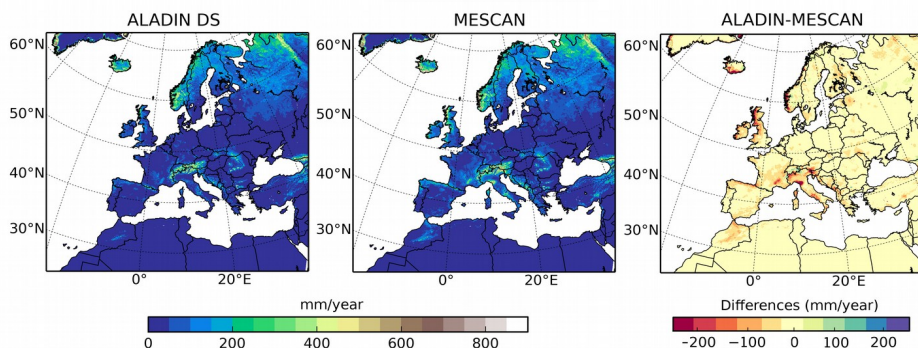 ALADIN DS MESCAN ALADIN-MESCAN
60°N 60°N 60°N
50°N 50°N 50°N
40°N 40°N 40°N
30°N 30°N 30°N
0° 20°E 0° 20°E 0° 20°E
mm/year Differences (mm/year)
0 200 400 600 800 −200 −100 0 100 200